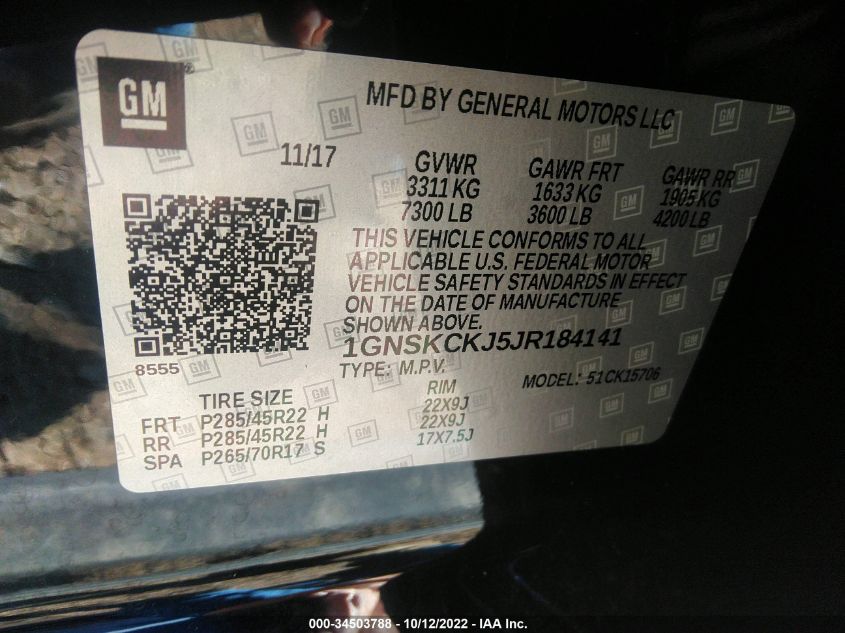 GM
MFD BY GENERAL MOTORS LLC
11/17
GVWR GAWR FRT GAWR RR
3311 KG 1633 KG 1905 KG
7300 LB 3600 LB 4200 LB
THIS VEHICLE CONFORMS TO ALL
APPLICABLE U.S. FEDERAL MOTOR
VEHICLE SAFETY STANDARDS IN EFFECT
ON THE DATE OF MANUFACTURE
SHOWN ABOVE.
1GNSKCKJ5JR184141
8555
TYPE: M.P.V. MODEL: 51CK15706
TIRE SIZE RIM
FRT P285/45R22 H 22X9J
RR P285/45R22 H 22X9J
SPA P265/70R17 S 17X7.5J
000-34503788 - 10/12/2022 - IAA Inc.